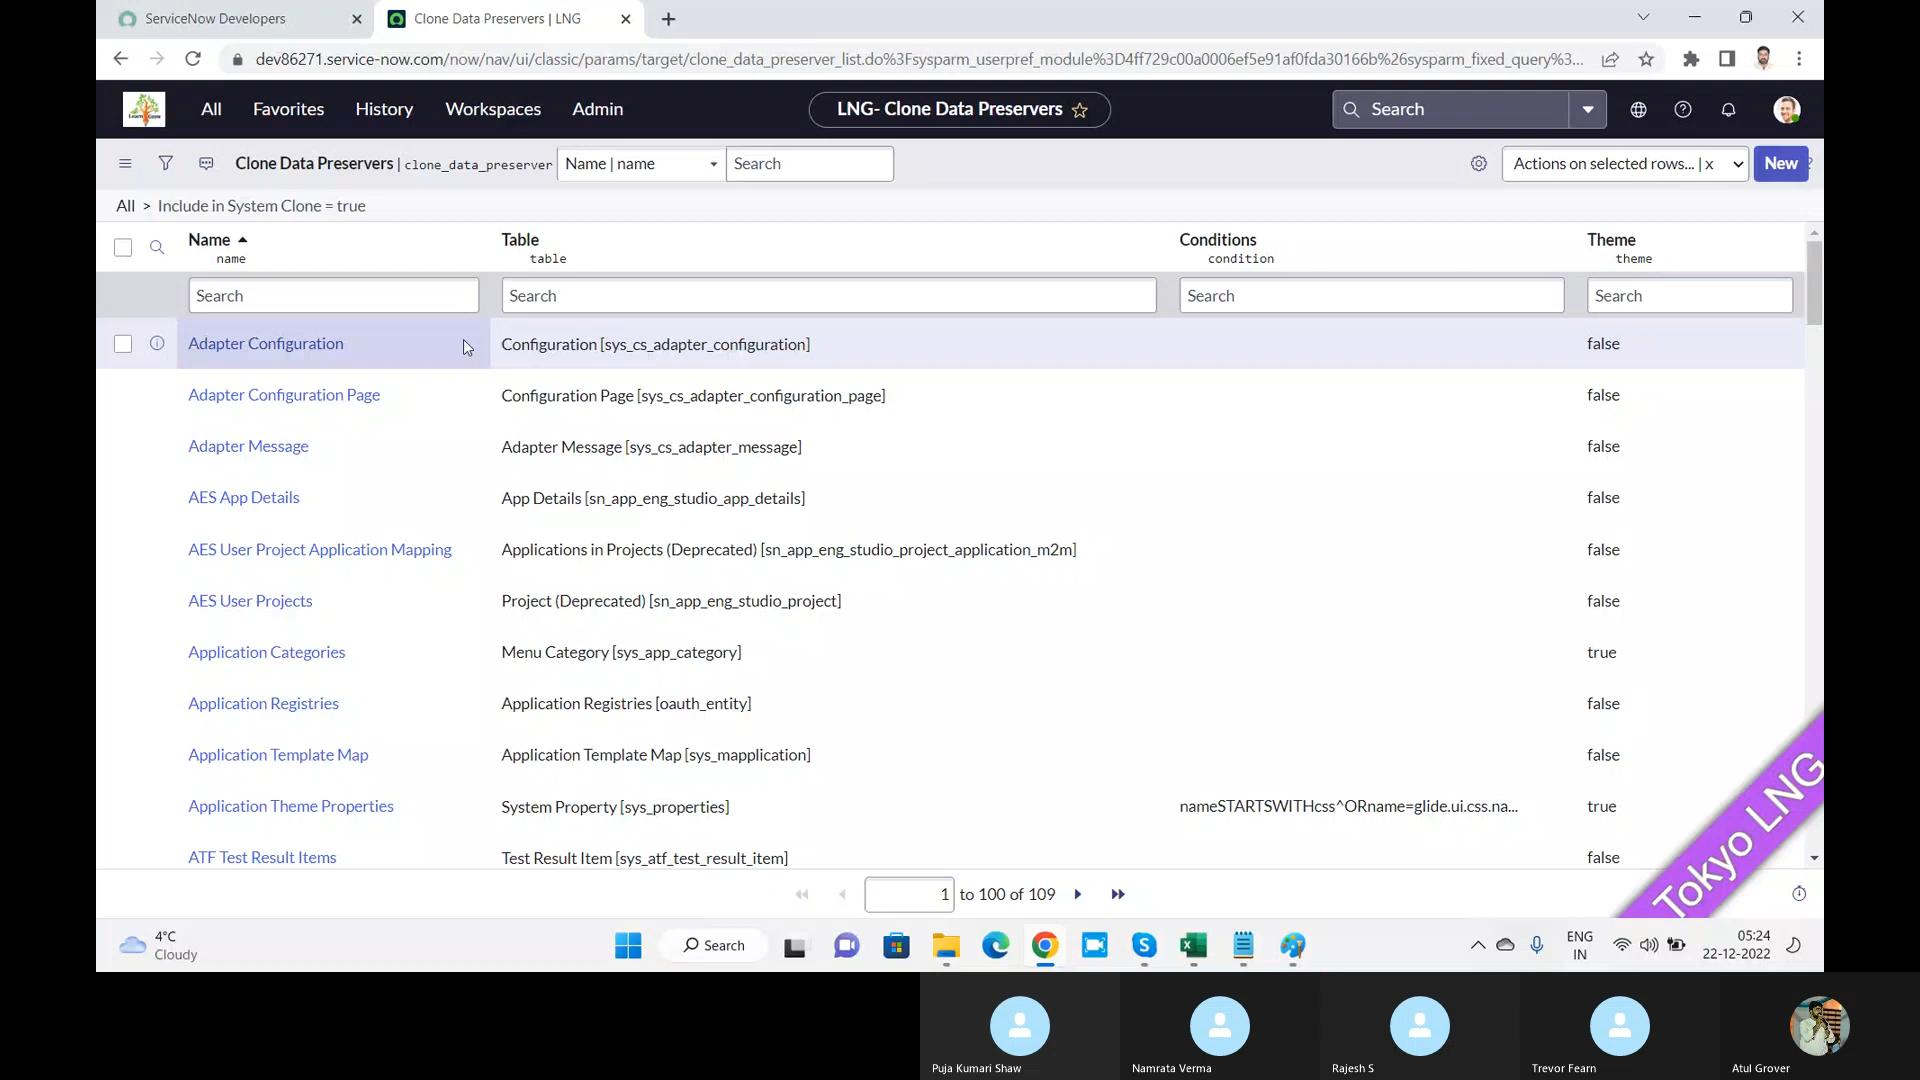 ServiceNow Developers
Clone Data Preservers | LNG
dev86271.service-now.com/now/nav/ui/classic/params/target/clone_data_preserver_list.do%3Fsysparm_userpref_module%3D4ff729c00a0006ef5e91af0fda30166b%26sysparm_fixed_query%3...
All Favorites History Workspaces Admin LNG- Clone Data Preservers Search
Clone Data Preservers | clone_data_preserver Name | name Search Actions on selected rows... | x New
All > Include in System Clone = true
Name Table Conditions Theme
name table condition theme
Search Search Search Search
Adapter Configuration Configuration [sys_cs_adapter_configuration] false
Adapter Configuration Page Configuration Page [sys_cs_adapter_configuration_page] false
Adapter Message Adapter Message [sys_cs_adapter_message] false
AES App Details App Details [sn_app_eng_studio_app_details] false
AES User Project Application Mapping Applications in Projects (Deprecated) [sn_app_eng_studio_project_application_m2m] false
AES User Projects Project (Deprecated) [sn_app_eng_studio_project] false
Application Categories Menu Category [sys_app_category] true
Application Registries Application Registries [oauth_entity] false
Application Template Map Application Template Map [sys_mapplication] false
Application Theme Properties System Property [sys_properties] nameSTARTSWITHcss^ORname=glide.ui.css.na... true
ATF Test Result Items Test Result Item [sys_atf_test_result_item] false
Tokyo LNG
1 to 100 of 109
4°C
Cloudy
Search
ENG
IN
05:24
22-12-2022
Puja Kumari Shaw Namrata Verma Rajesh S Trevor Fearn Atul Grover